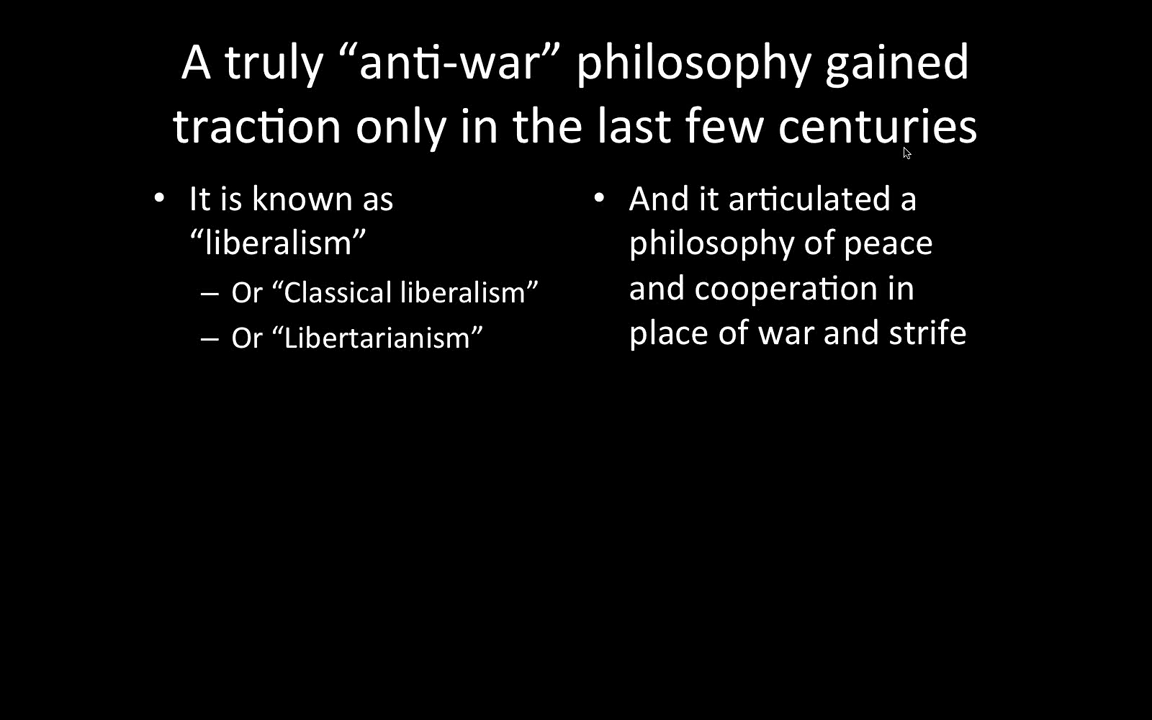 A truly “anti-war” philosophy gained
traction only in the last few centuries
• It is known as
“liberalism”
– Or “Classical liberalism”
– Or “Libertarianism”
• And it articulated a
philosophy of peace
and cooperation in
place of war and strife